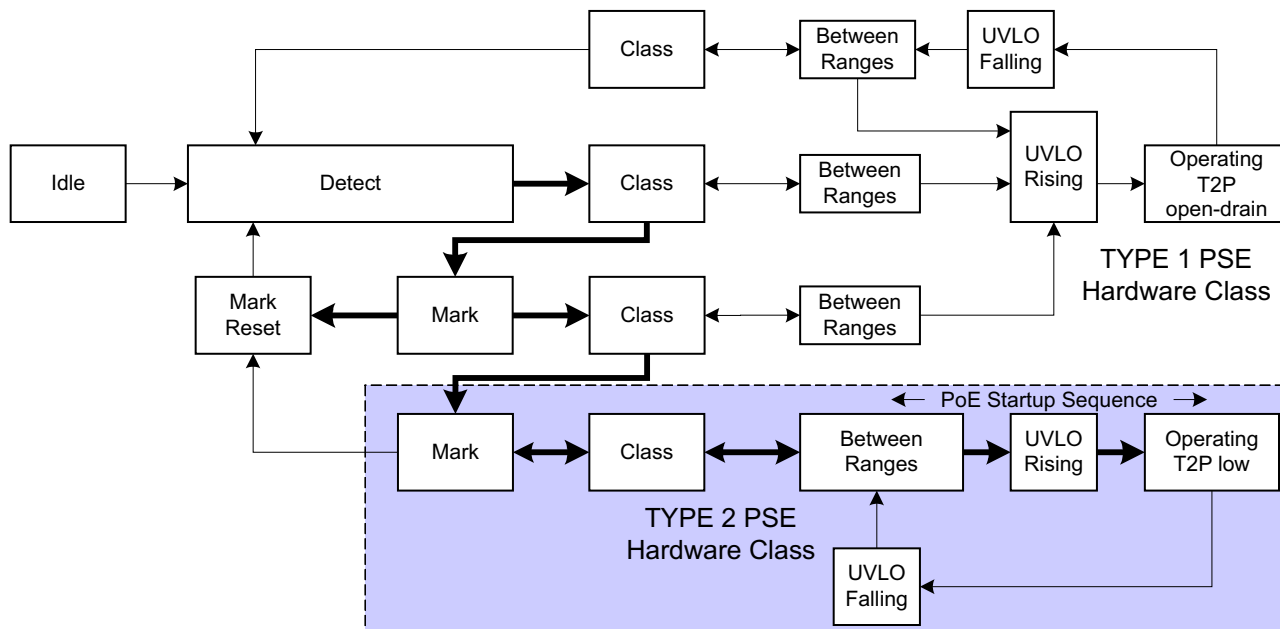 Class
Between
Ranges
UVLO
Falling
Idle
Detect
Class
Between
Ranges
UVLO
Rising
Operating
T2P
open-drain
TYPE 1 PSE
Hardware Class
Mark
Reset
Mark
Class
Between
Ranges
PoE Startup Sequence
Mark
Class
Between
Ranges
UVLO
Rising
Operating
T2P low
TYPE 2 PSE
Hardware Class
UVLO
Falling